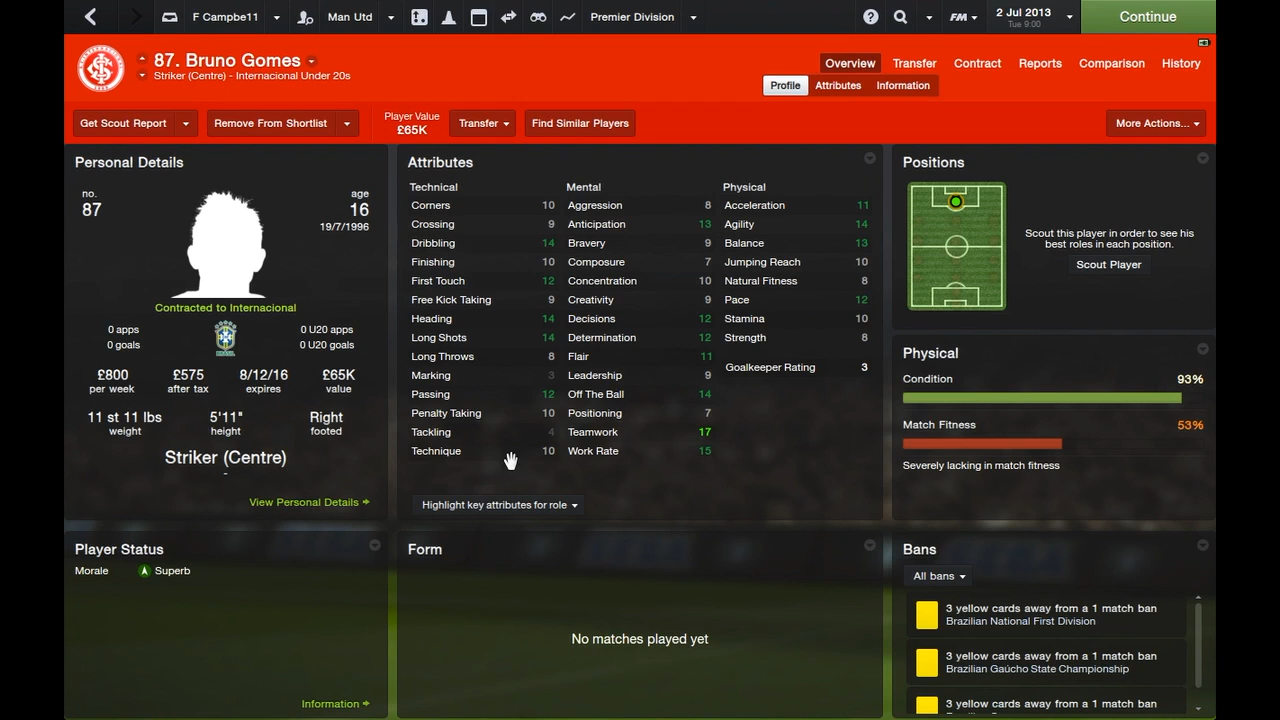 F Campbe11
Man Utd
Premier Division
FM
2 Jul 2013
Tue 9:00
Continue
87. Bruno Gomes
Striker (Centre) - Internacional Under 20s
Overview Transfer Contract Reports Comparison History
Profile Attributes Information
Get Scout Report
Remove From Shortlist
Player Value
£65K
Transfer
Find Similar Players
More Actions...
Personal Details
no.
87
age
16
19/7/1996
Contracted to Internacional
0 apps
0 goals
BRASIL
0 U20 apps
0 U20 goals
£800 per week
£575 after tax
8/12/16 expires
£65K value
11 st 11 lbs weight
5'11" height
Right footed
Striker (Centre)
-
View Personal Details
Attributes
Technical
Corners 10
Crossing 9
Dribbling 14
Finishing 10
First Touch 12
Free Kick Taking 9
Heading 14
Long Shots 14
Long Throws 8
Marking 3
Passing 12
Penalty Taking 10
Tackling 4
Technique 10
Mental
Aggression 8
Anticipation 13
Bravery 9
Composure 7
Concentration 10
Creativity 9
Decisions 12
Determination 12
Flair 11
Leadership 9
Off The Ball 14
Positioning 7
Teamwork 17
Work Rate 15
Physical
Acceleration 11
Agility 14
Balance 13
Jumping Reach 10
Natural Fitness 8
Pace 12
Stamina 10
Strength 8
Goalkeeper Rating 3
Highlight key attributes for role
Positions
Scout this player in order to see his
best roles in each position.
Scout Player
Physical
Condition 93%
Match Fitness 53%
Severely lacking in match fitness
Player Status
Morale Superb
Information
Form
No matches played yet
Bans
All bans
3 yellow cards away from a 1 match ban
Brazilian National First Division
3 yellow cards away from a 1 match ban
Brazilian Gaúcho State Championship
3 yellow cards away from a 1 match ban